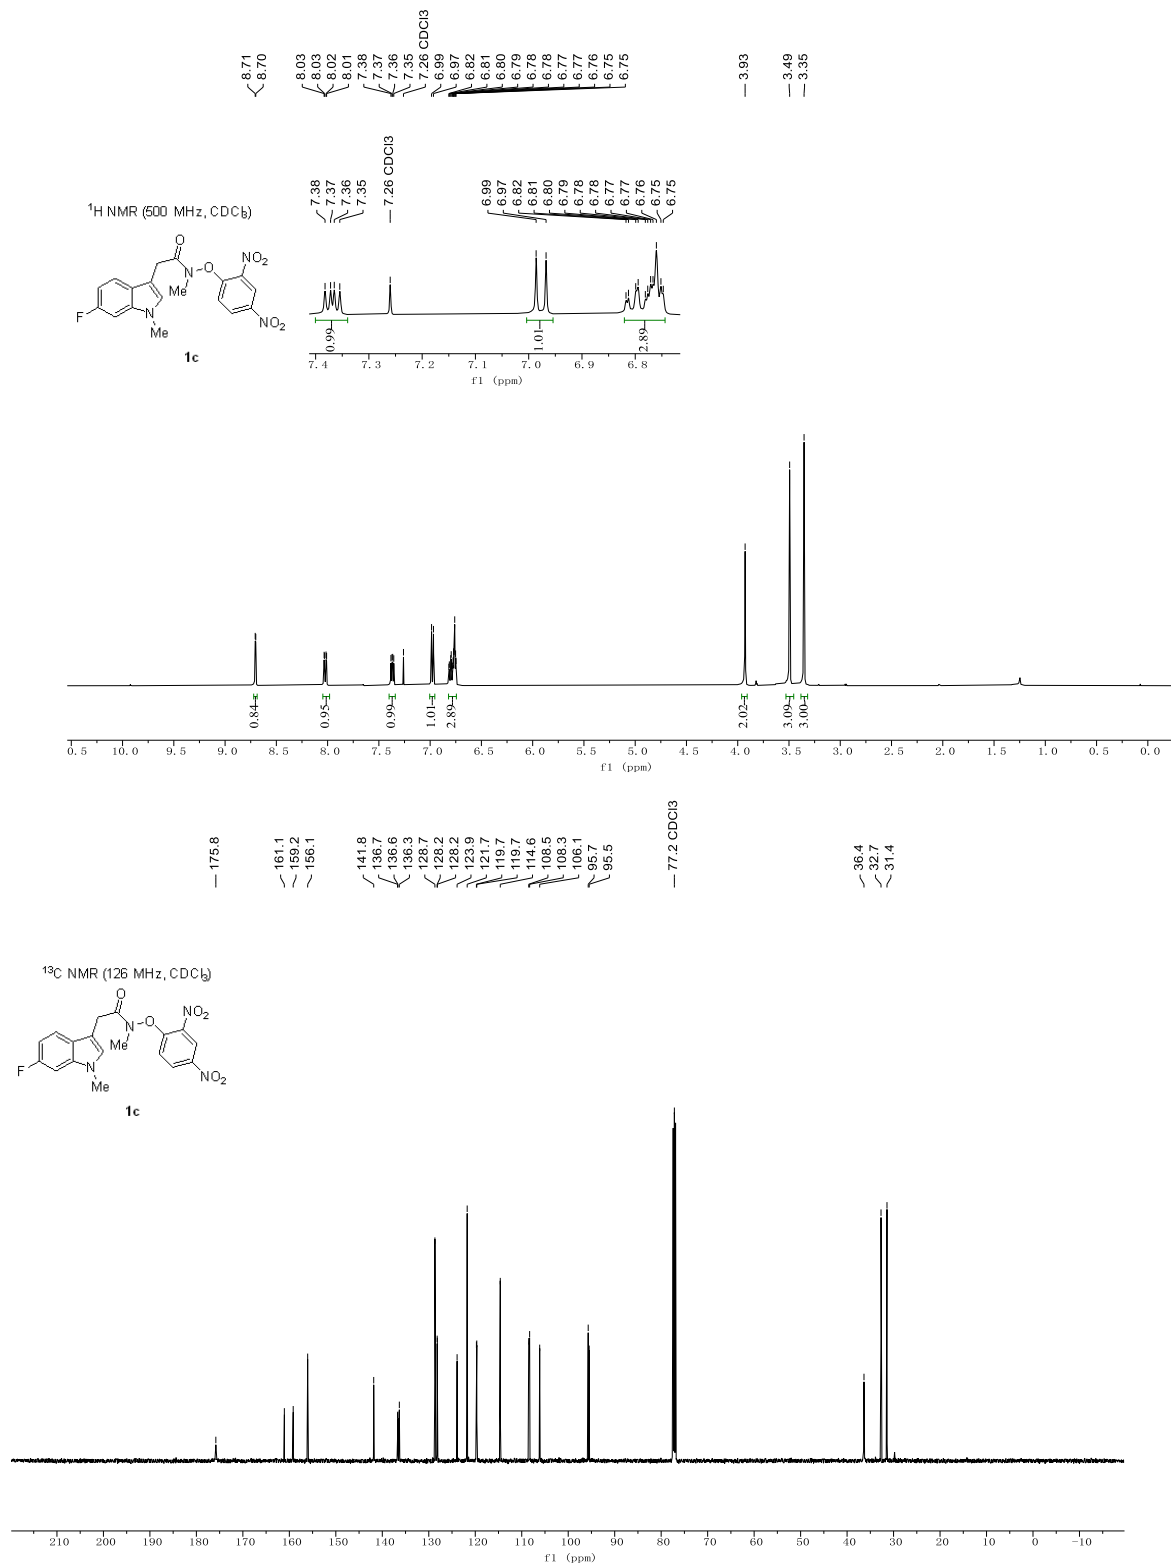 8.71
8.70
8.03
8.03
8.02
8.01
7.38
7.37
7.36
7.35
7.26 CDCl3
6.99
6.97
6.82
6.81
6.80
6.79
6.78
6.78
6.77
6.77
6.76
6.75
6.75
3.93
3.49
3.35
7.38
7.37
7.36
7.35
7.26 CDCl3
6.99
6.97
6.82
6.81
6.80
6.79
6.78
6.78
6.77
6.77
6.76
6.75
6.75
¹H NMR (500 MHz, CDCl₃)
O
NO₂
O
N
Me
F
N
NO₂
Me
1c
0.99
1.01
2.89
7.4 7.3 7.2 7.1 7.0 6.9 6.8
f1 (ppm)
0.84
0.95
0.99
1.01
2.89
2.02
3.09
3.00
0.5 10.0 9.5 9.0 8.5 8.0 7.5 7.0 6.5 6.0 5.5 5.0 4.5 4.0 3.5 3.0 2.5 2.0 1.5 1.0 0.5 0.0
f1 (ppm)
175.8
161.1
159.2
156.1
141.8
136.7
136.6
136.3
128.7
128.2
128.2
123.9
121.7
119.7
119.7
114.6
108.5
108.3
106.1
95.7
95.5
77.2 CDCl3
36.4
32.7
31.4
¹³C NMR (126 MHz, CDCl₃)
O
NO₂
O
N
Me
F
N
NO₂
Me
1c
210 200 190 180 170 160 150 140 130 120 110 100 90 80 70 60 50 40 30 20 10 0 -10
f1 (ppm)